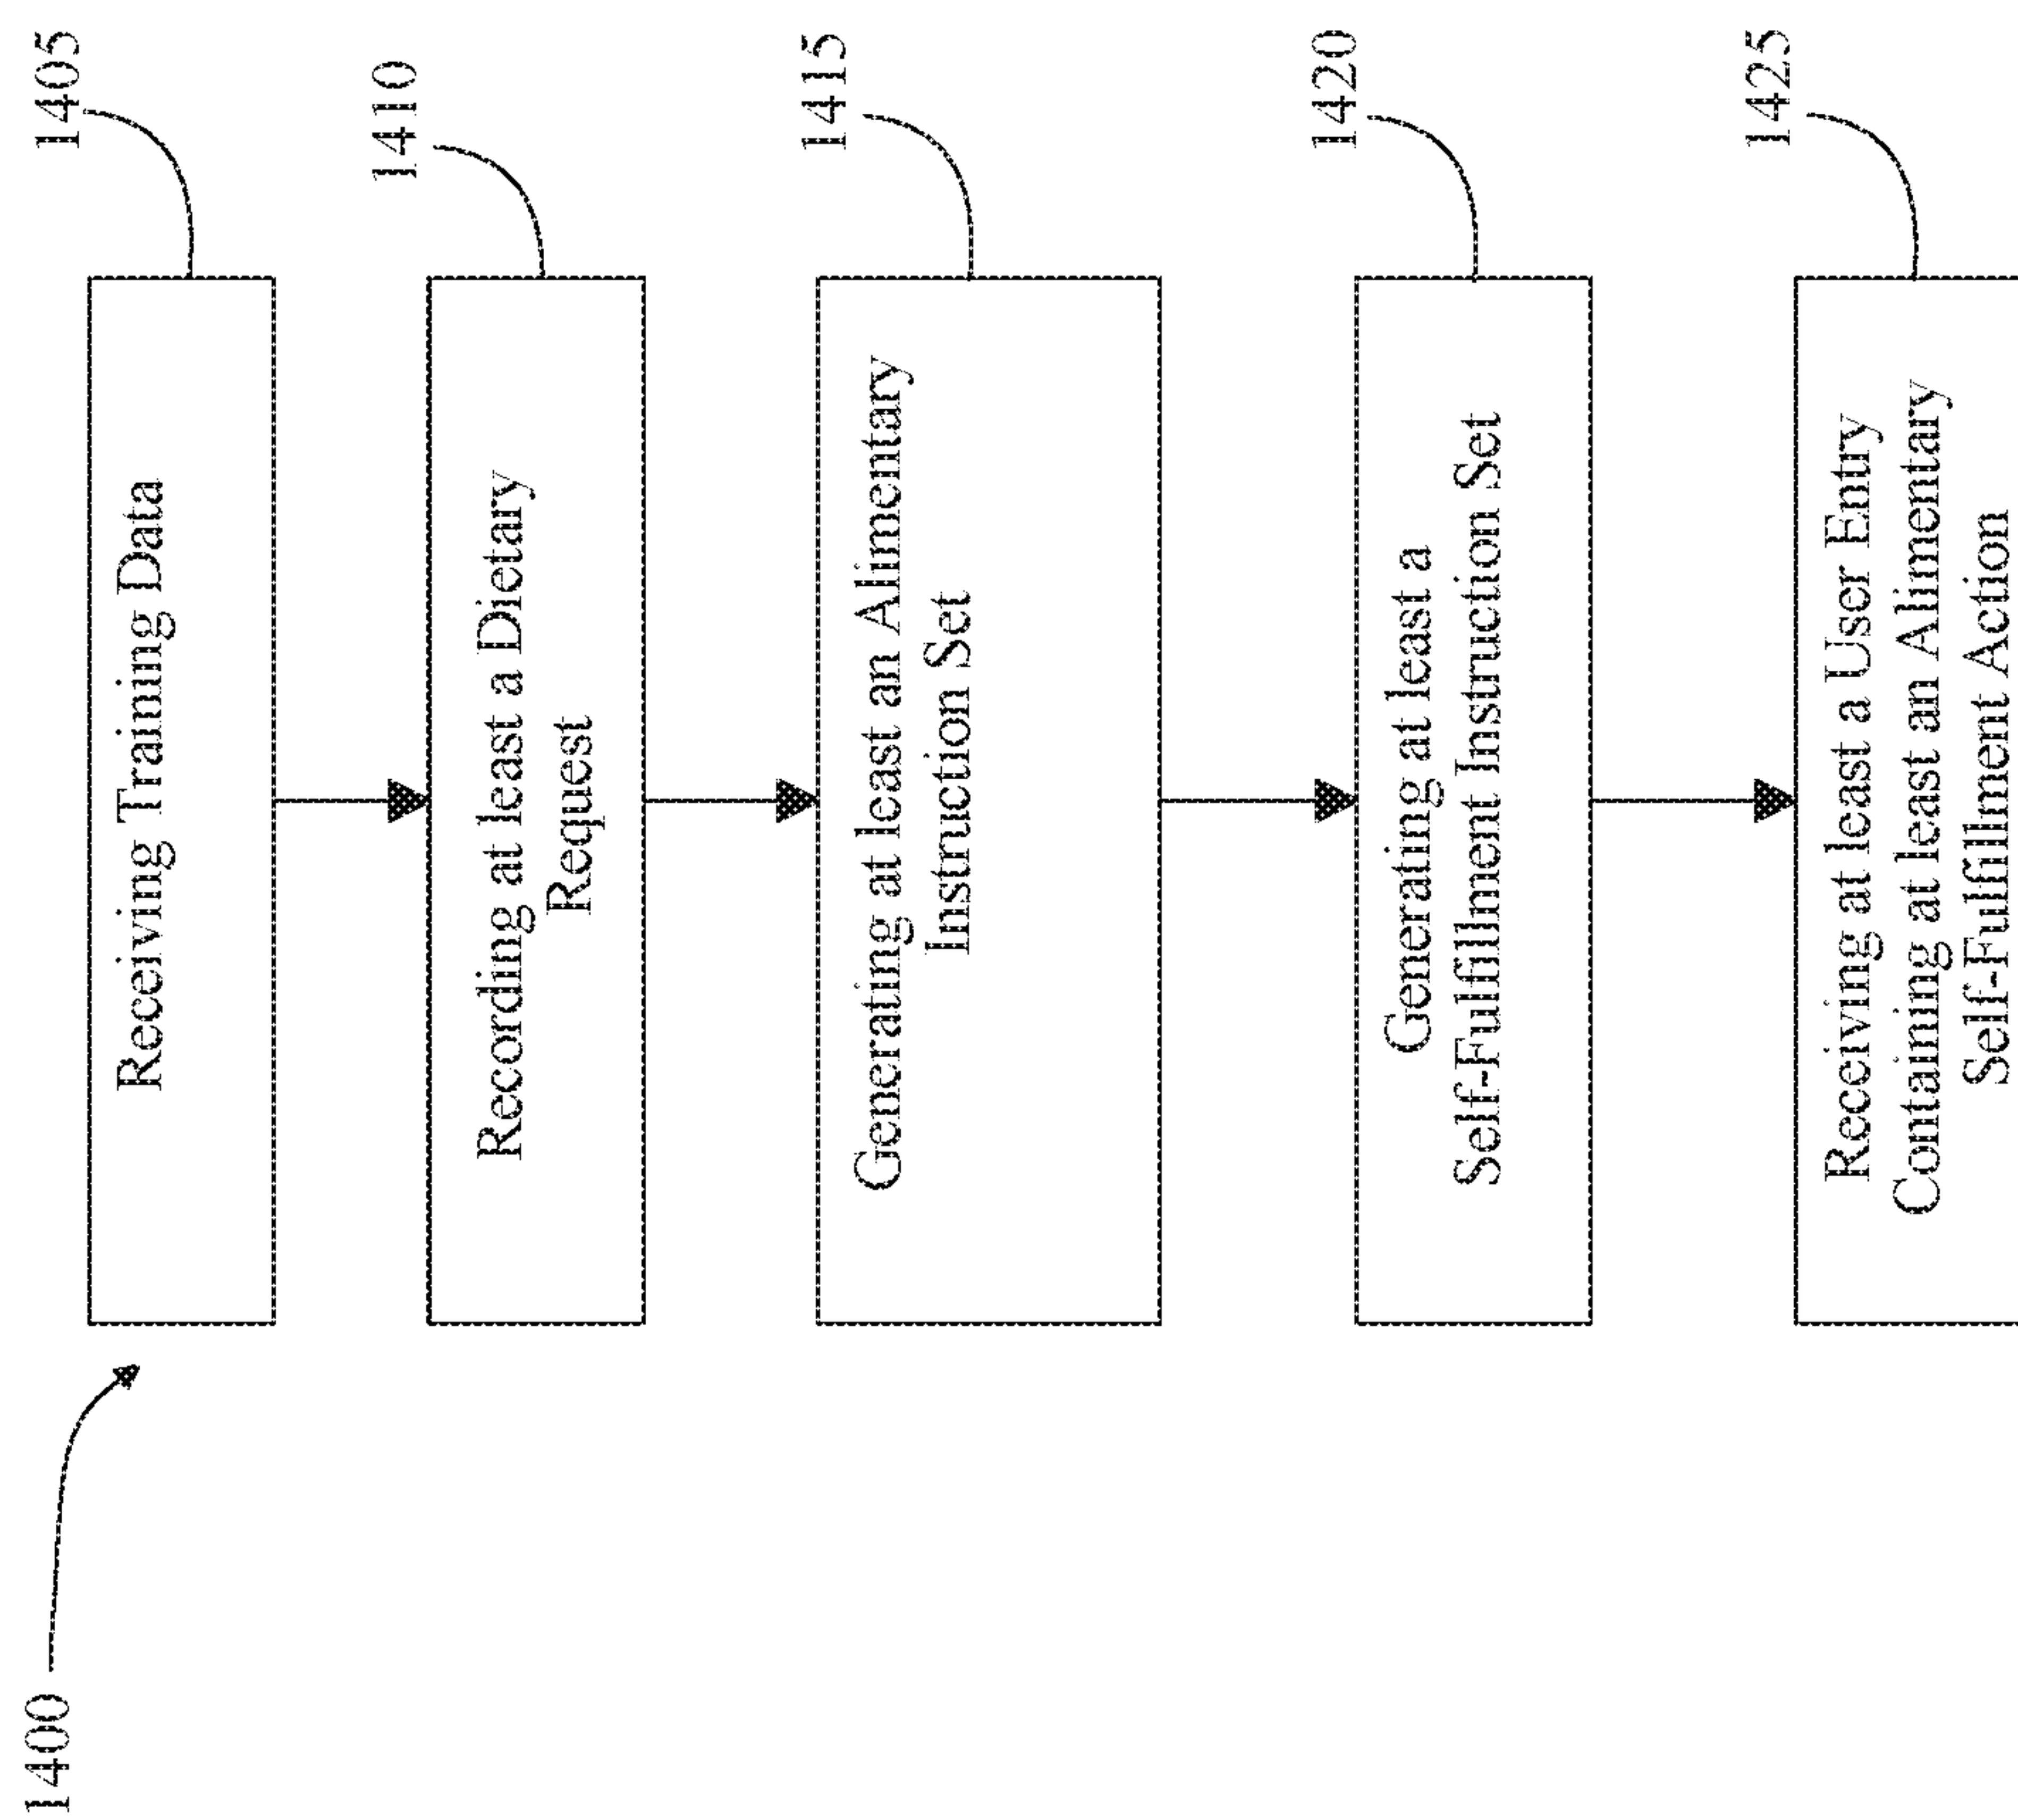 1400
1405
Receiving Training Data
1410
Recording at least a Dietary
Request
1415
Generating at least an Alimentary
Instruction Set
1420
Generating at least a
Self-Fulfillment Instruction Set
1425
Receiving at least a User Entry
Containing at least an Alimentary
Self-Fulfillment Action